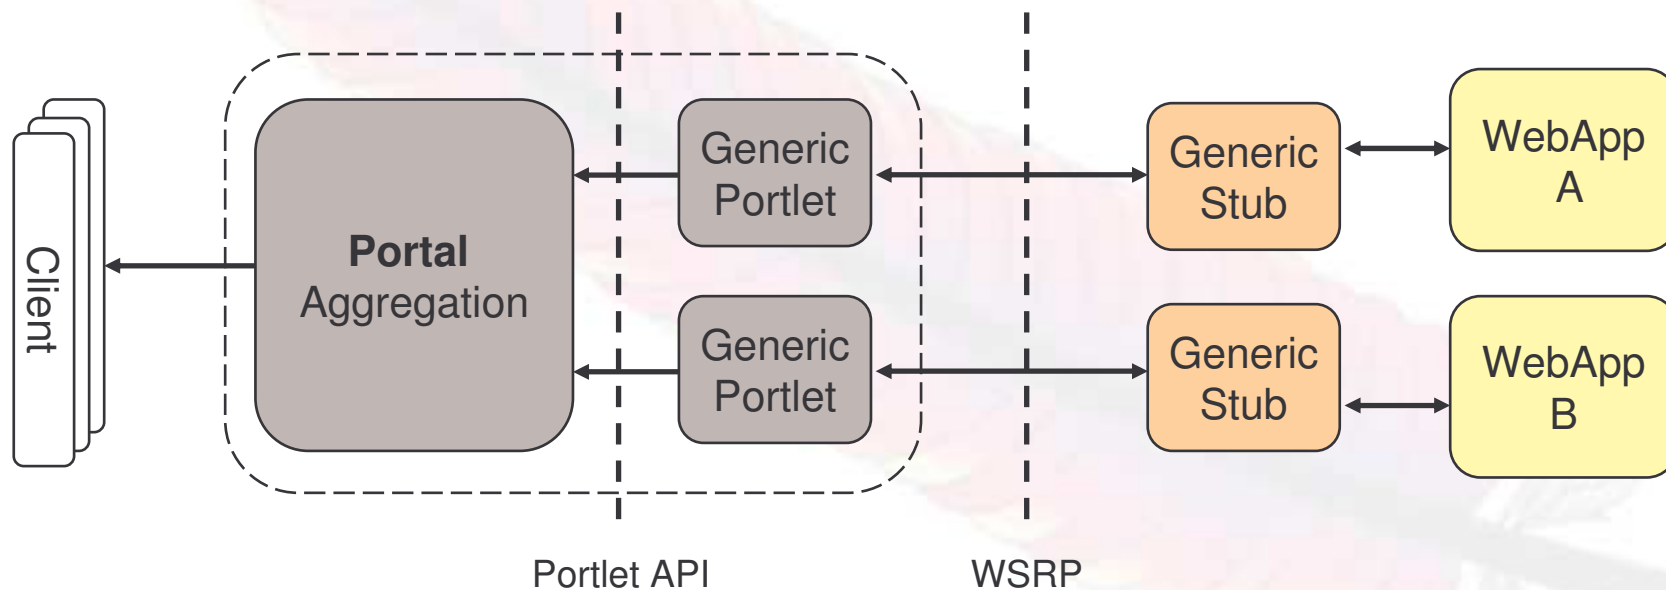 Client
Portal
Aggregation
Generic
Portlet
Generic
Portlet
Generic
Stub
Generic
Stub
WebApp
A
WebApp
B
Portlet API
WSRP